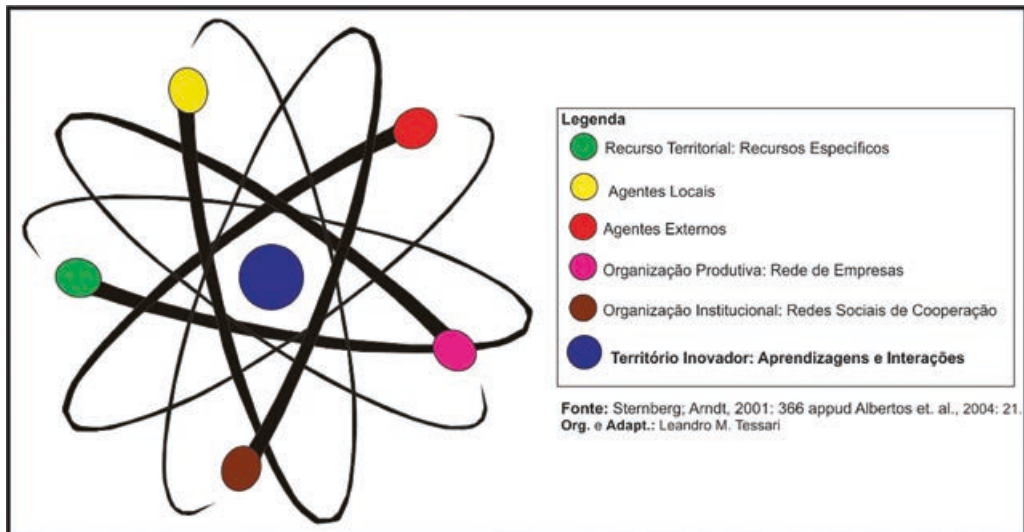 Legenda
Recurso Territorial: Recursos Específicos
Agentes Locais
Agentes Externos
Organização Produtiva: Rede de Empresas
Organização Institucional: Redes Sociais de Cooperação
Território Inovador: Aprendizagens e Interações
Fonte: Sternberg; Arndt, 2001: 366 appud Albertos et. al., 2004: 21.
Org. e Adapt.: Leandro M. Tessari